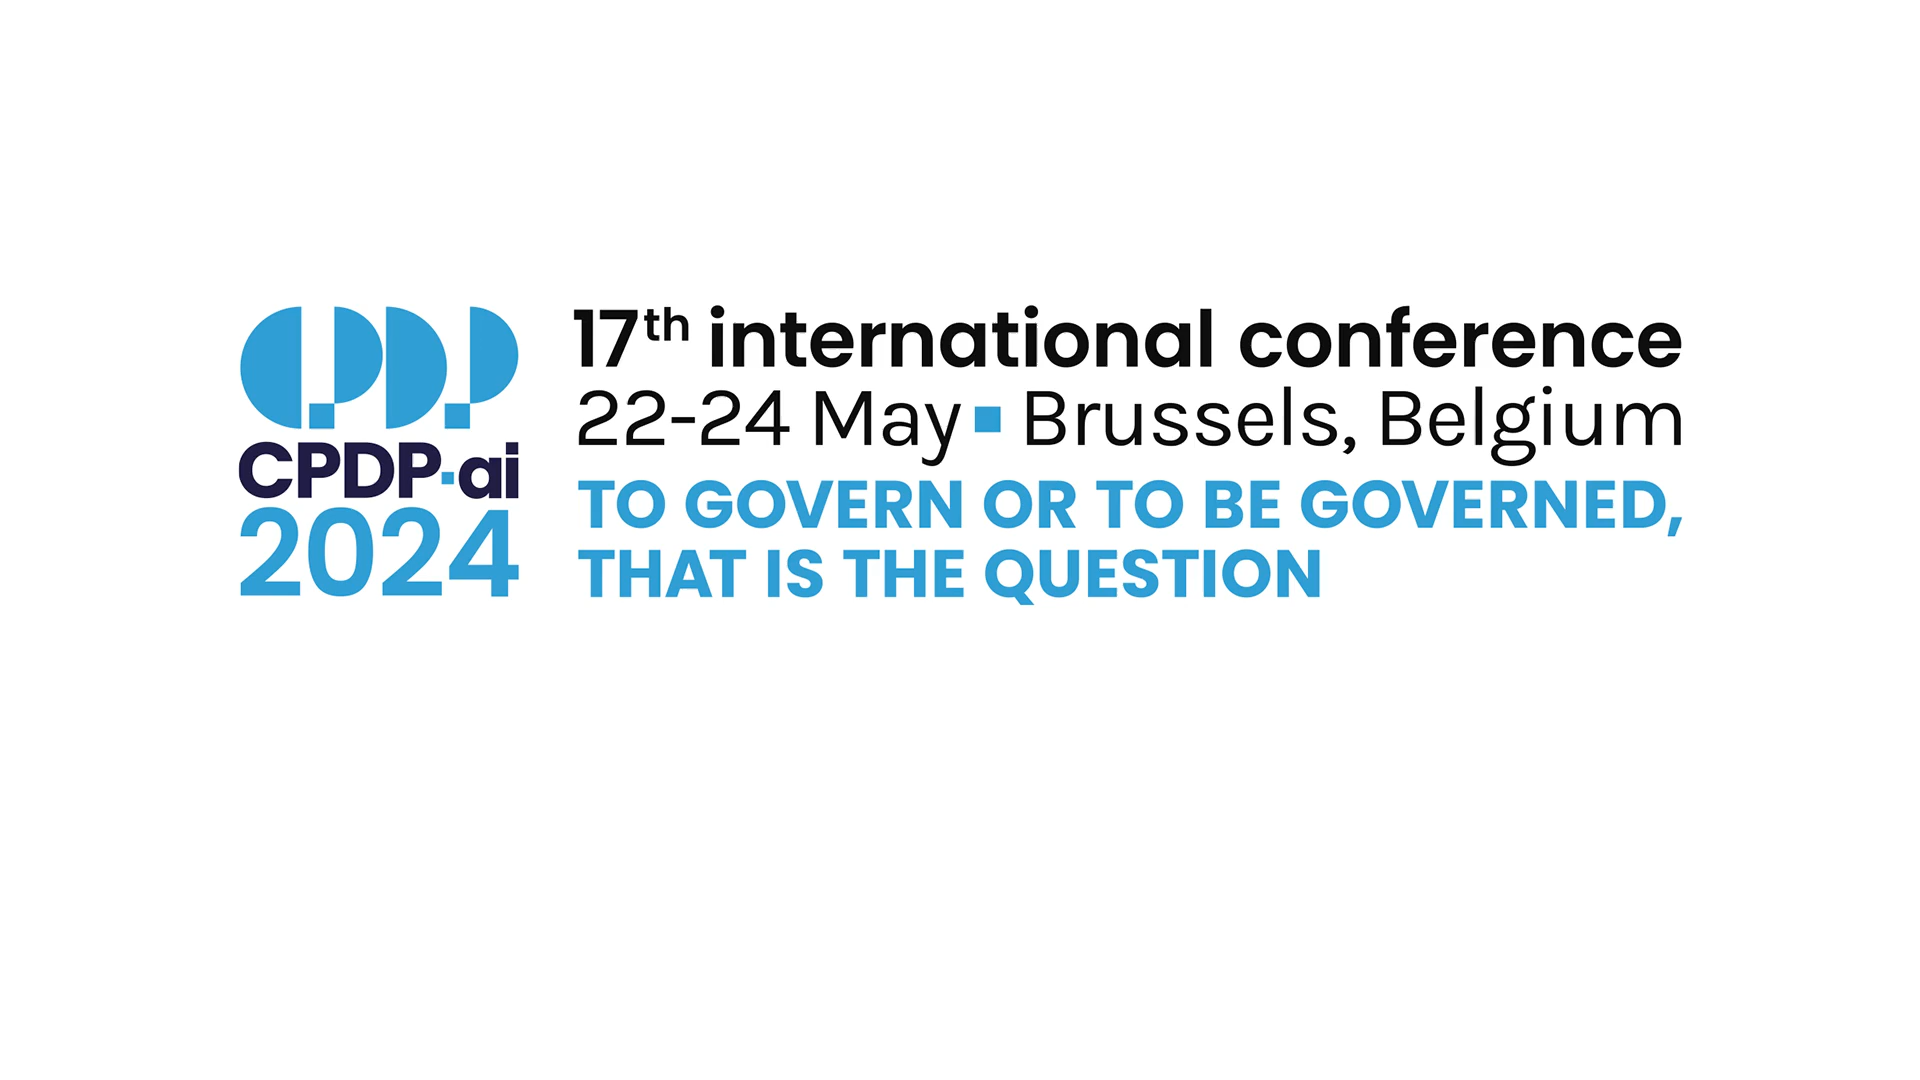 CPDP
CPDP·ai
2024
17th international conference
22-24 May ▪ Brussels, Belgium
TO GOVERN OR TO BE GOVERNED,
THAT IS THE QUESTION